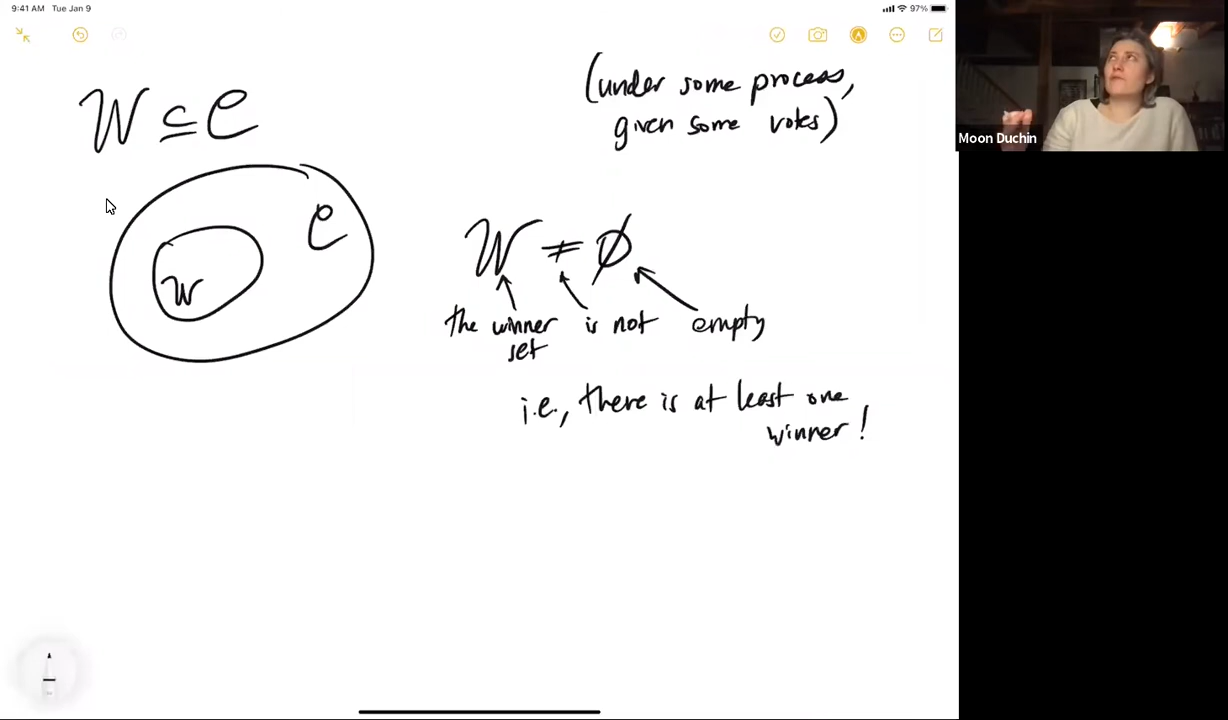 9:41 AM Tue Jan 9
97%
W ⊆ C
(under some process,
given some votes)
C
W
W ≠ ∅
the winner is not empty
set
i.e., there is at least one
winner!
Moon Duchin